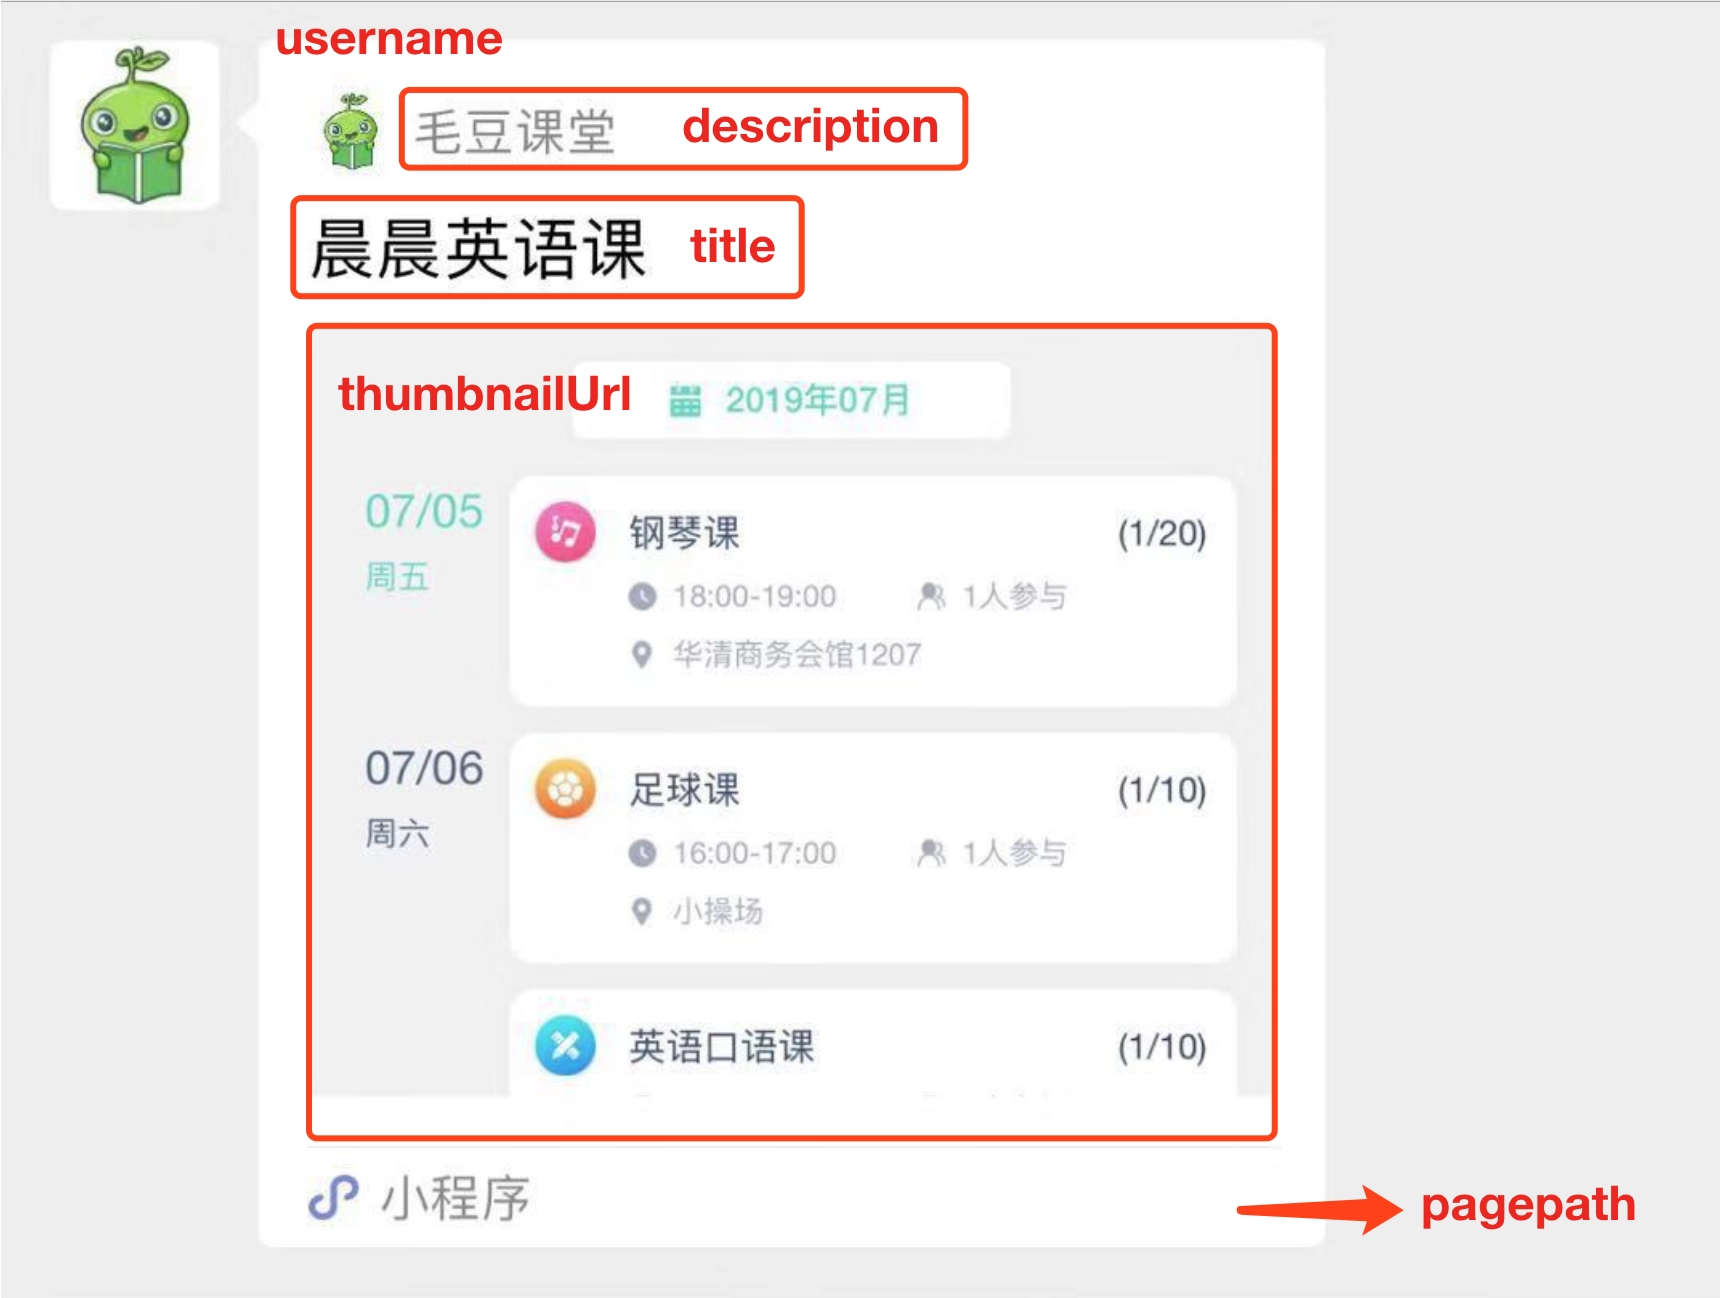 username
毛豆课堂 description
晨晨英语课 title
thumbnailUrl 2019年07月
07/05 钢琴课 (1/20)
周五 18:00-19:00 1人参与
华清商务会馆1207
07/06 足球课 (1/10)
周六 16:00-17:00 1人参与
小操场
英语口语课 (1/10)
小程序 pagepath